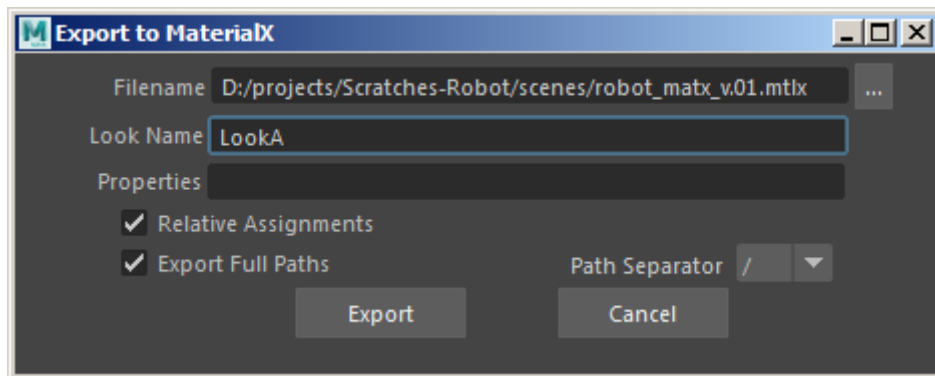 Export to MaterialX
Filename D:/projects/Scratches-Robot/scenes/robot_matx_v.01.mtlx ...
Look Name LookA
Properties
Relative Assignments
Export Full Paths Path Separator /
Export Cancel